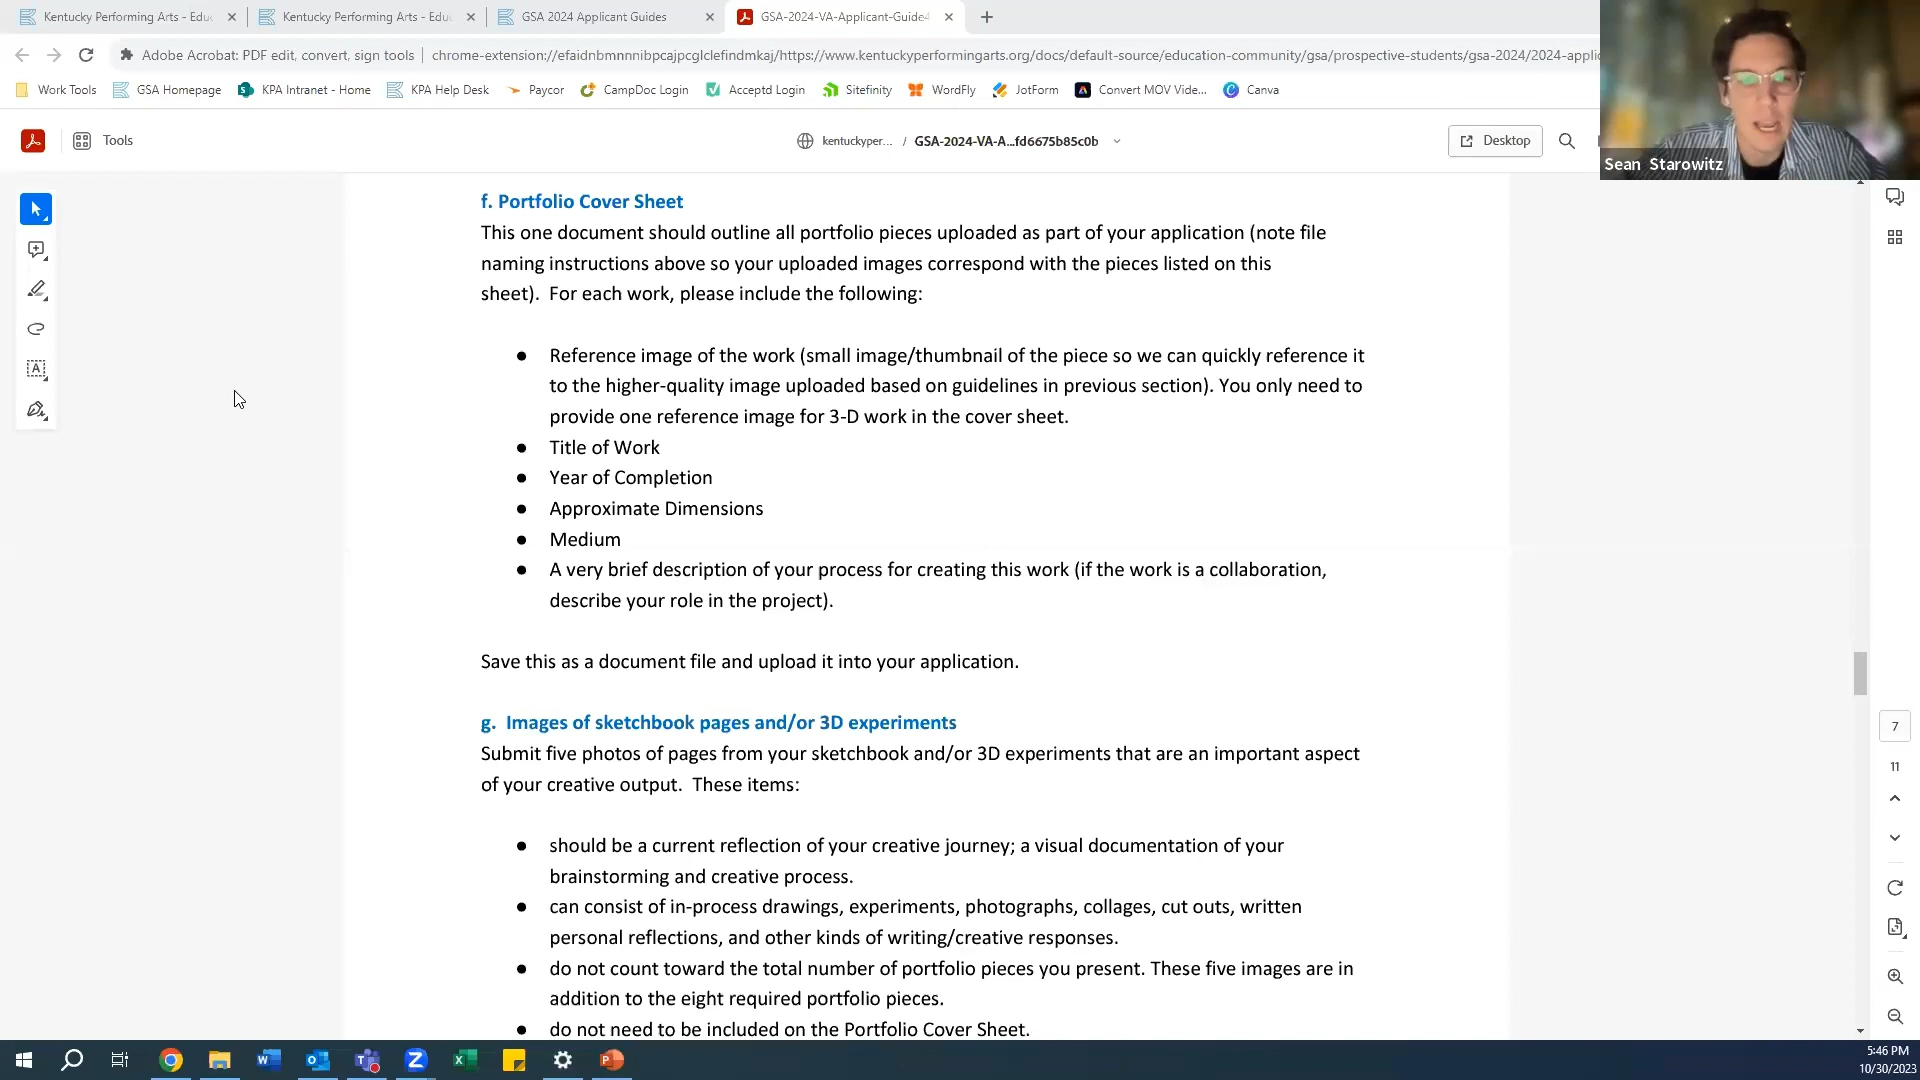 Kentucky Performing Arts - Educ
Kentucky Performing Arts - Educ
GSA 2024 Applicant Guides
GSA-2024-VA-Applicant-Guide4
Adobe Acrobat: PDF edit, convert, sign tools
chrome-extension://efaidnbmnnnibpcajpcglclefindmkaj/https://www.kentuckyperformingarts.org/docs/default-source/education-community/gsa/prospective-students/gsa-2024/2024-applic
Work Tools
GSA Homepage
KPA Intranet - Home
KPA Help Desk
Paycor
CampDoc Login
Acceptd Login
Sitefinity
WordFly
JotForm
Convert MOV Vide...
Canva
Tools
kentuckyper... / GSA-2024-VA-A...fd6675b85c0b
Desktop
Sean Starowitz
f. Portfolio Cover Sheet
This one document should outline all portfolio pieces uploaded as part of your application (note file
naming instructions above so your uploaded images correspond with the pieces listed on this
sheet).  For each work, please include the following:
● Reference image of the work (small image/thumbnail of the piece so we can quickly reference it
to the higher-quality image uploaded based on guidelines in previous section). You only need to
provide one reference image for 3-D work in the cover sheet.
● Title of Work
● Year of Completion
● Approximate Dimensions
● Medium
● A very brief description of your process for creating this work (if the work is a collaboration,
describe your role in the project).
Save this as a document file and upload it into your application.
g.  Images of sketchbook pages and/or 3D experiments
Submit five photos of pages from your sketchbook and/or 3D experiments that are an important aspect
of your creative output.  These items:
● should be a current reflection of your creative journey; a visual documentation of your
brainstorming and creative process.
● can consist of in-process drawings, experiments, photographs, collages, cut outs, written
personal reflections, and other kinds of writing/creative responses.
● do not count toward the total number of portfolio pieces you present. These five images are in
addition to the eight required portfolio pieces.
● do not need to be included on the Portfolio Cover Sheet.
7
11
5:46 PM
10/30/2023